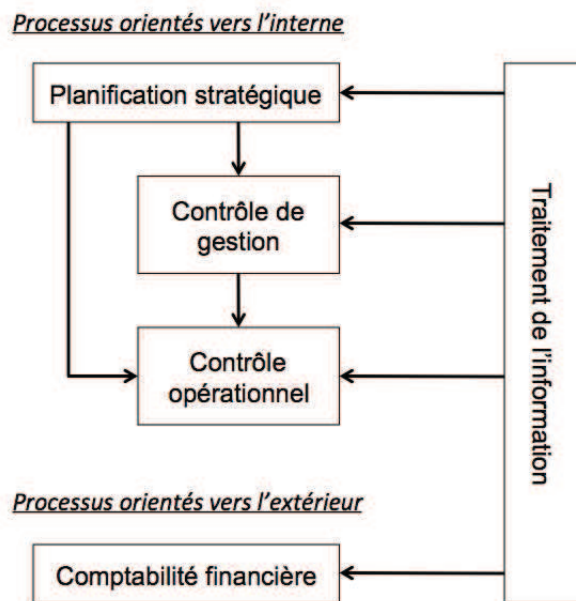 Processus orientés vers l'interne
Planification stratégique
Contrôle de
gestion
Contrôle
opérationnel
Traitement de l'information
Processus orientés vers l'extérieur
Comptabilité financière